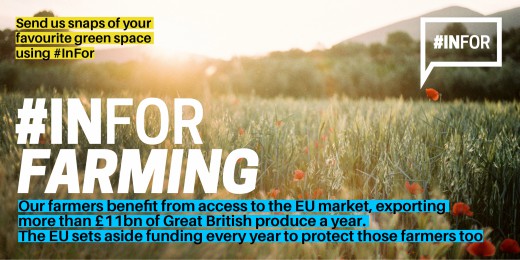 Send us snaps of your
favourite green space
using #InFor
#INFOR
#INFOR
FARMING
Our farmers benefit from access to the EU market, exporting
more than £11bn of Great British produce a year.
The EU sets aside funding every year to protect those farmers too